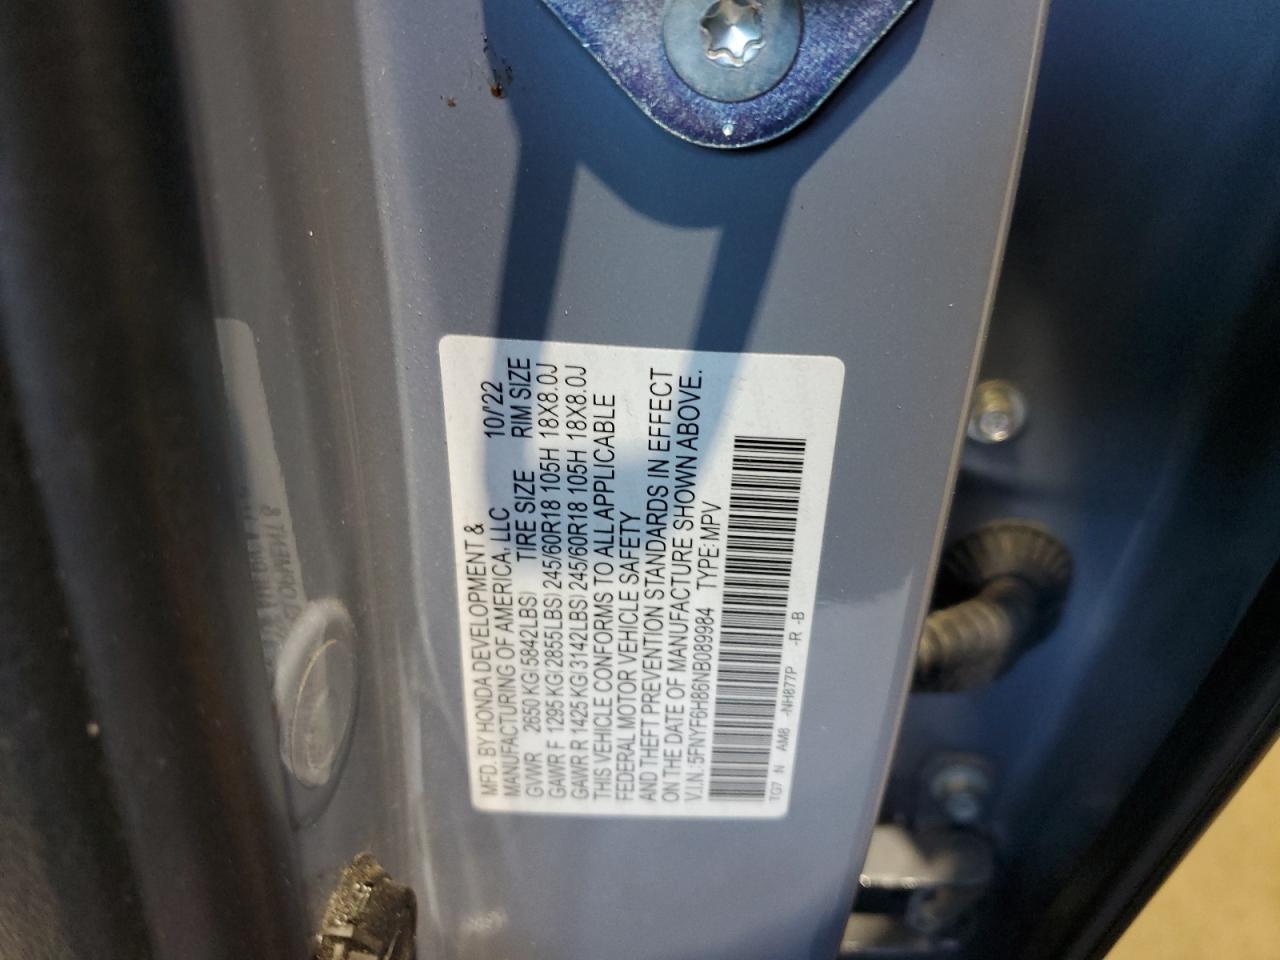 MFD. BY HONDA DEVELOPMENT &
MANUFACTURING OF AMERICA, LLC 10/'22
GVWR 2650 KG(5842LBS) TIRE SIZE RIM SIZE
GAWR F 1295 KG(2855LBS) 245/60R18 105H 18X8.0J
GAWR R 1425 KG(3142LBS) 245/60R18 105H 18X8.0J
THIS VEHICLE CONFORMS TO ALL APPLICABLE
FEDERAL MOTOR VEHICLE SAFETY
AND THEFT PREVENTION STANDARDS IN EFFECT
ON THE DATE OF MANUFACTURE SHOWN ABOVE.
V.I.N.: 5FNYF6H86NB089984 TYPE: MPV
TG7 N AM8 -NH877P -R -B